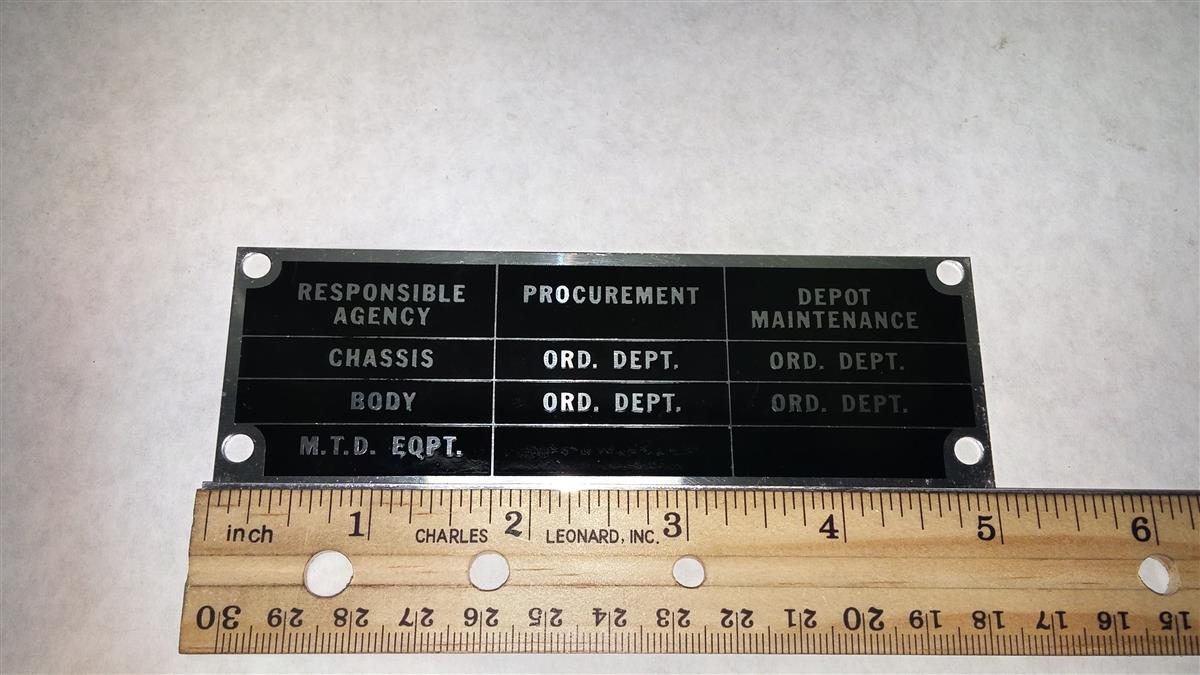 RESPONSIBLE AGENCY
PROCUREMENT
DEPOT MAINTENANCE
CHASSIS ORD. DEPT. ORD. DEPT.
BODY ORD. DEPT. ORD. DEPT.
M.T.D. EQPT.
inch 1 CHARLES 2 LEONARD, INC. 3 4 5 6
30 29 28 27 26 25 24 23 22 21 20 19 18 17 16 15